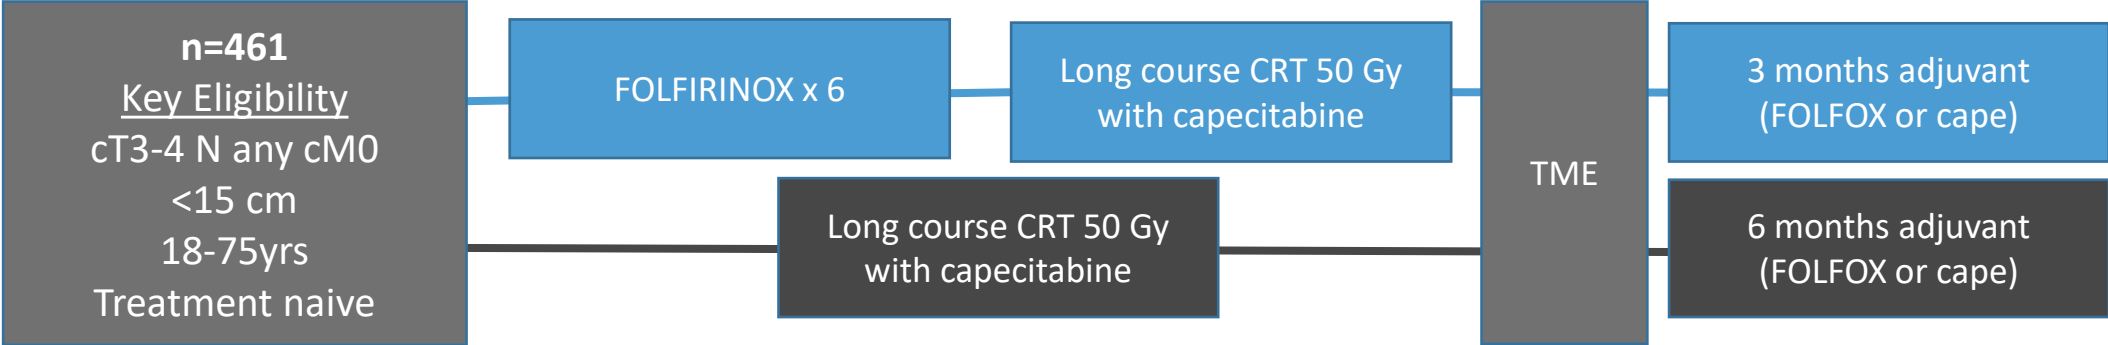 n=461
Key Eligibility
cT3-4 N any cM0
<15 cm
18-75yrs
Treatment naive
FOLFIRINOX x 6
Long course CRT 50 Gy
with capecitabine
Long course CRT 50 Gy
with capecitabine
TME
3 months adjuvant
(FOLFOX or cape)
6 months adjuvant
(FOLFOX or cape)